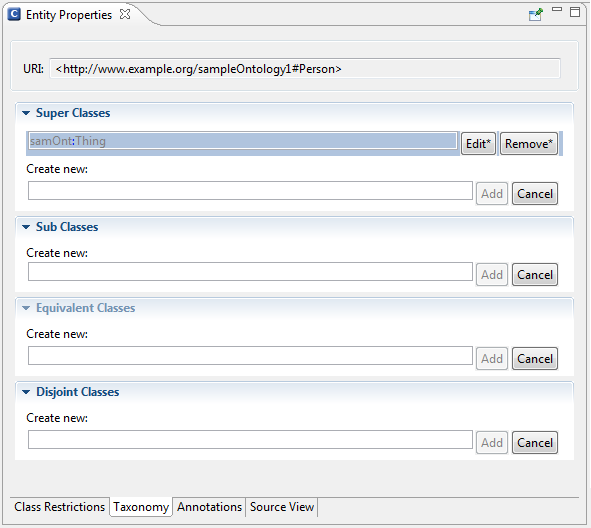 C Entity Properties
URI: <http://www.example.org/sampleOntology1#Person>
Super Classes
samOnt:Thing Edit* Remove*
Create new:
Add Cancel
Sub Classes
Create new:
Add Cancel
Equivalent Classes
Create new:
Add Cancel
Disjoint Classes
Create new:
Add Cancel
Class Restrictions Taxonomy Annotations Source View